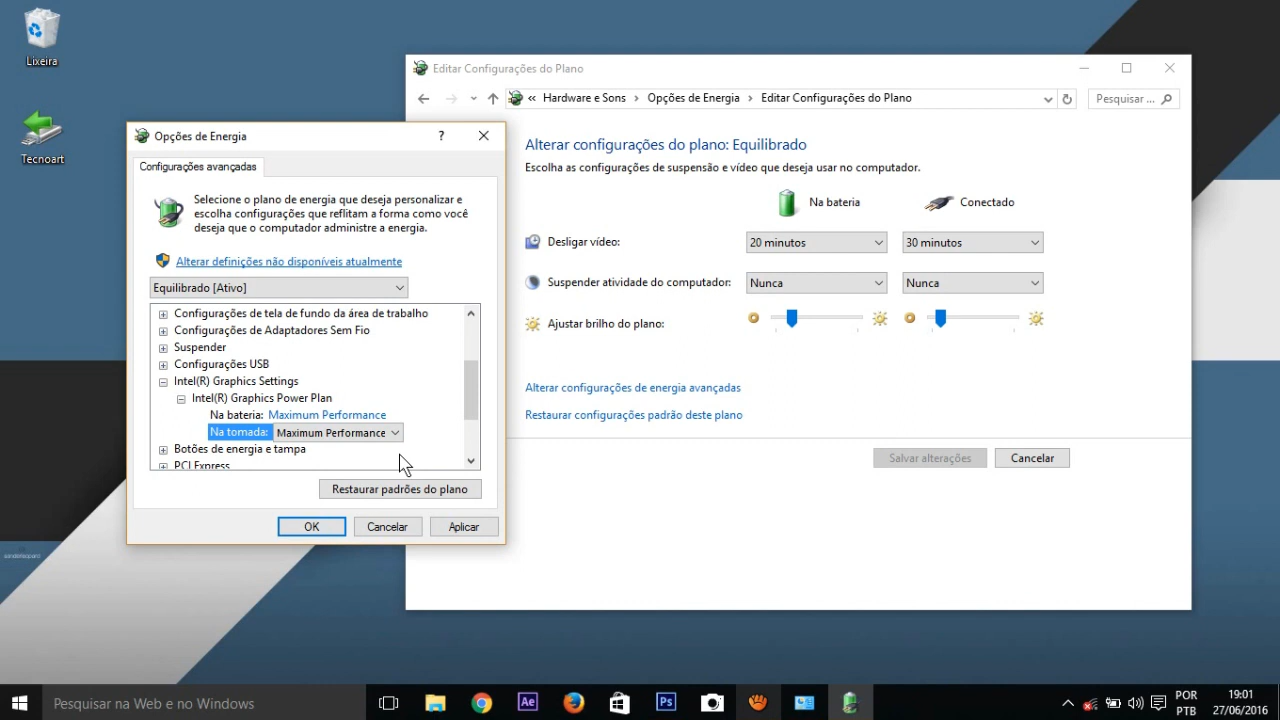 Lixeira
Tecnoart
Editar Configurações do Plano
« Hardware e Sons > Opções de Energia > Editar Configurações do Plano
Pesquisar ...
Alterar configurações do plano: Equilibrado
Escolha as configurações de suspensão e vídeo que deseja usar no computador.
Na bateria
Conectado
Desligar vídeo:
20 minutos
30 minutos
Suspender atividade do computador:
Nunca
Nunca
Ajustar brilho do plano:
Alterar configurações de energia avançadas
Restaurar configurações padrão deste plano
Salvar alterações
Cancelar
Opções de Energia
?
Configurações avançadas
Selecione o plano de energia que deseja personalizar e
escolha configurações que reflitam a forma como você
deseja que o computador administre a energia.
Alterar definições não disponíveis atualmente
Equilibrado [Ativo]
Configurações de tela de fundo da área de trabalho
Configurações de Adaptadores Sem Fio
Suspender
Configurações USB
Intel(R) Graphics Settings
Intel(R) Graphics Power Plan
Na bateria: Maximum Performance
Na tomada: Maximum Performance
Botões de energia e tampa
PCI Express
Restaurar padrões do plano
OK
Cancelar
Aplicar
Pesquisar na Web e no Windows
Ae
Ps
POR
PTB
19:01
27/06/2016